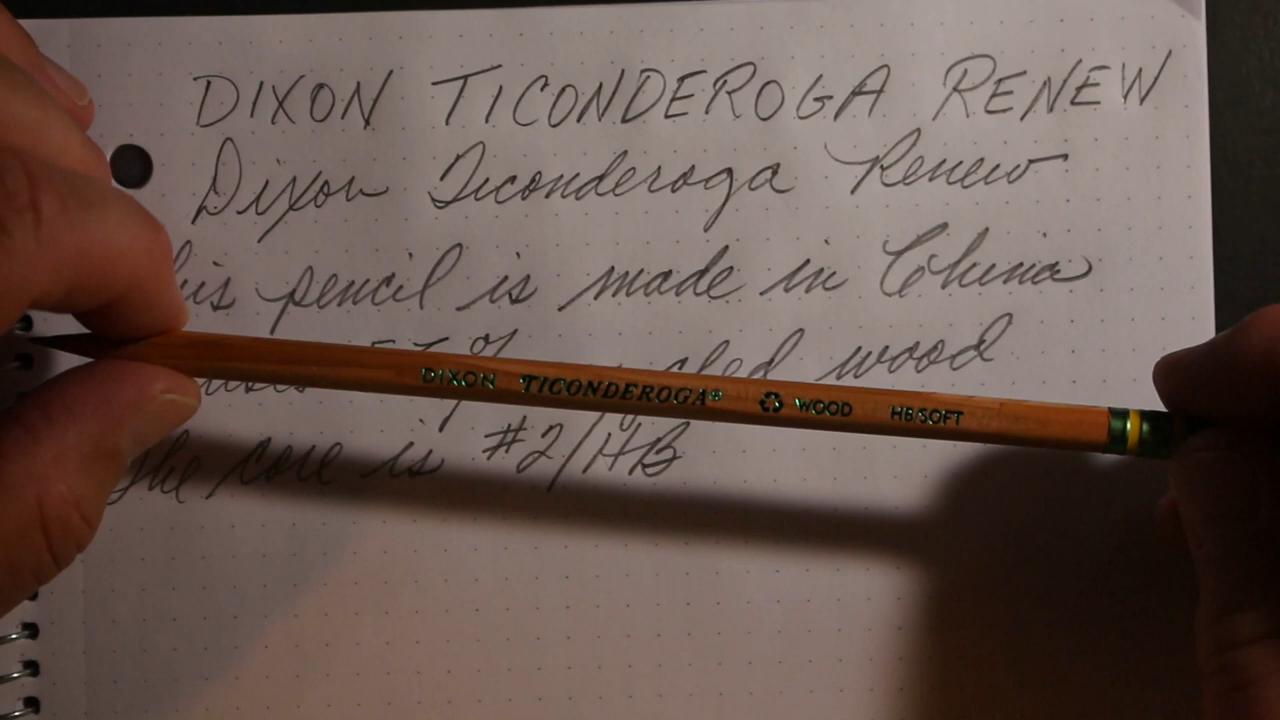 DIXON TICONDEROGA RENEW
Dixon Ticonderoga Renew
his pencil is made in China
wood
DIXON TICONDEROGA® ♻ WOOD HB SOFT
The core is #2/HB